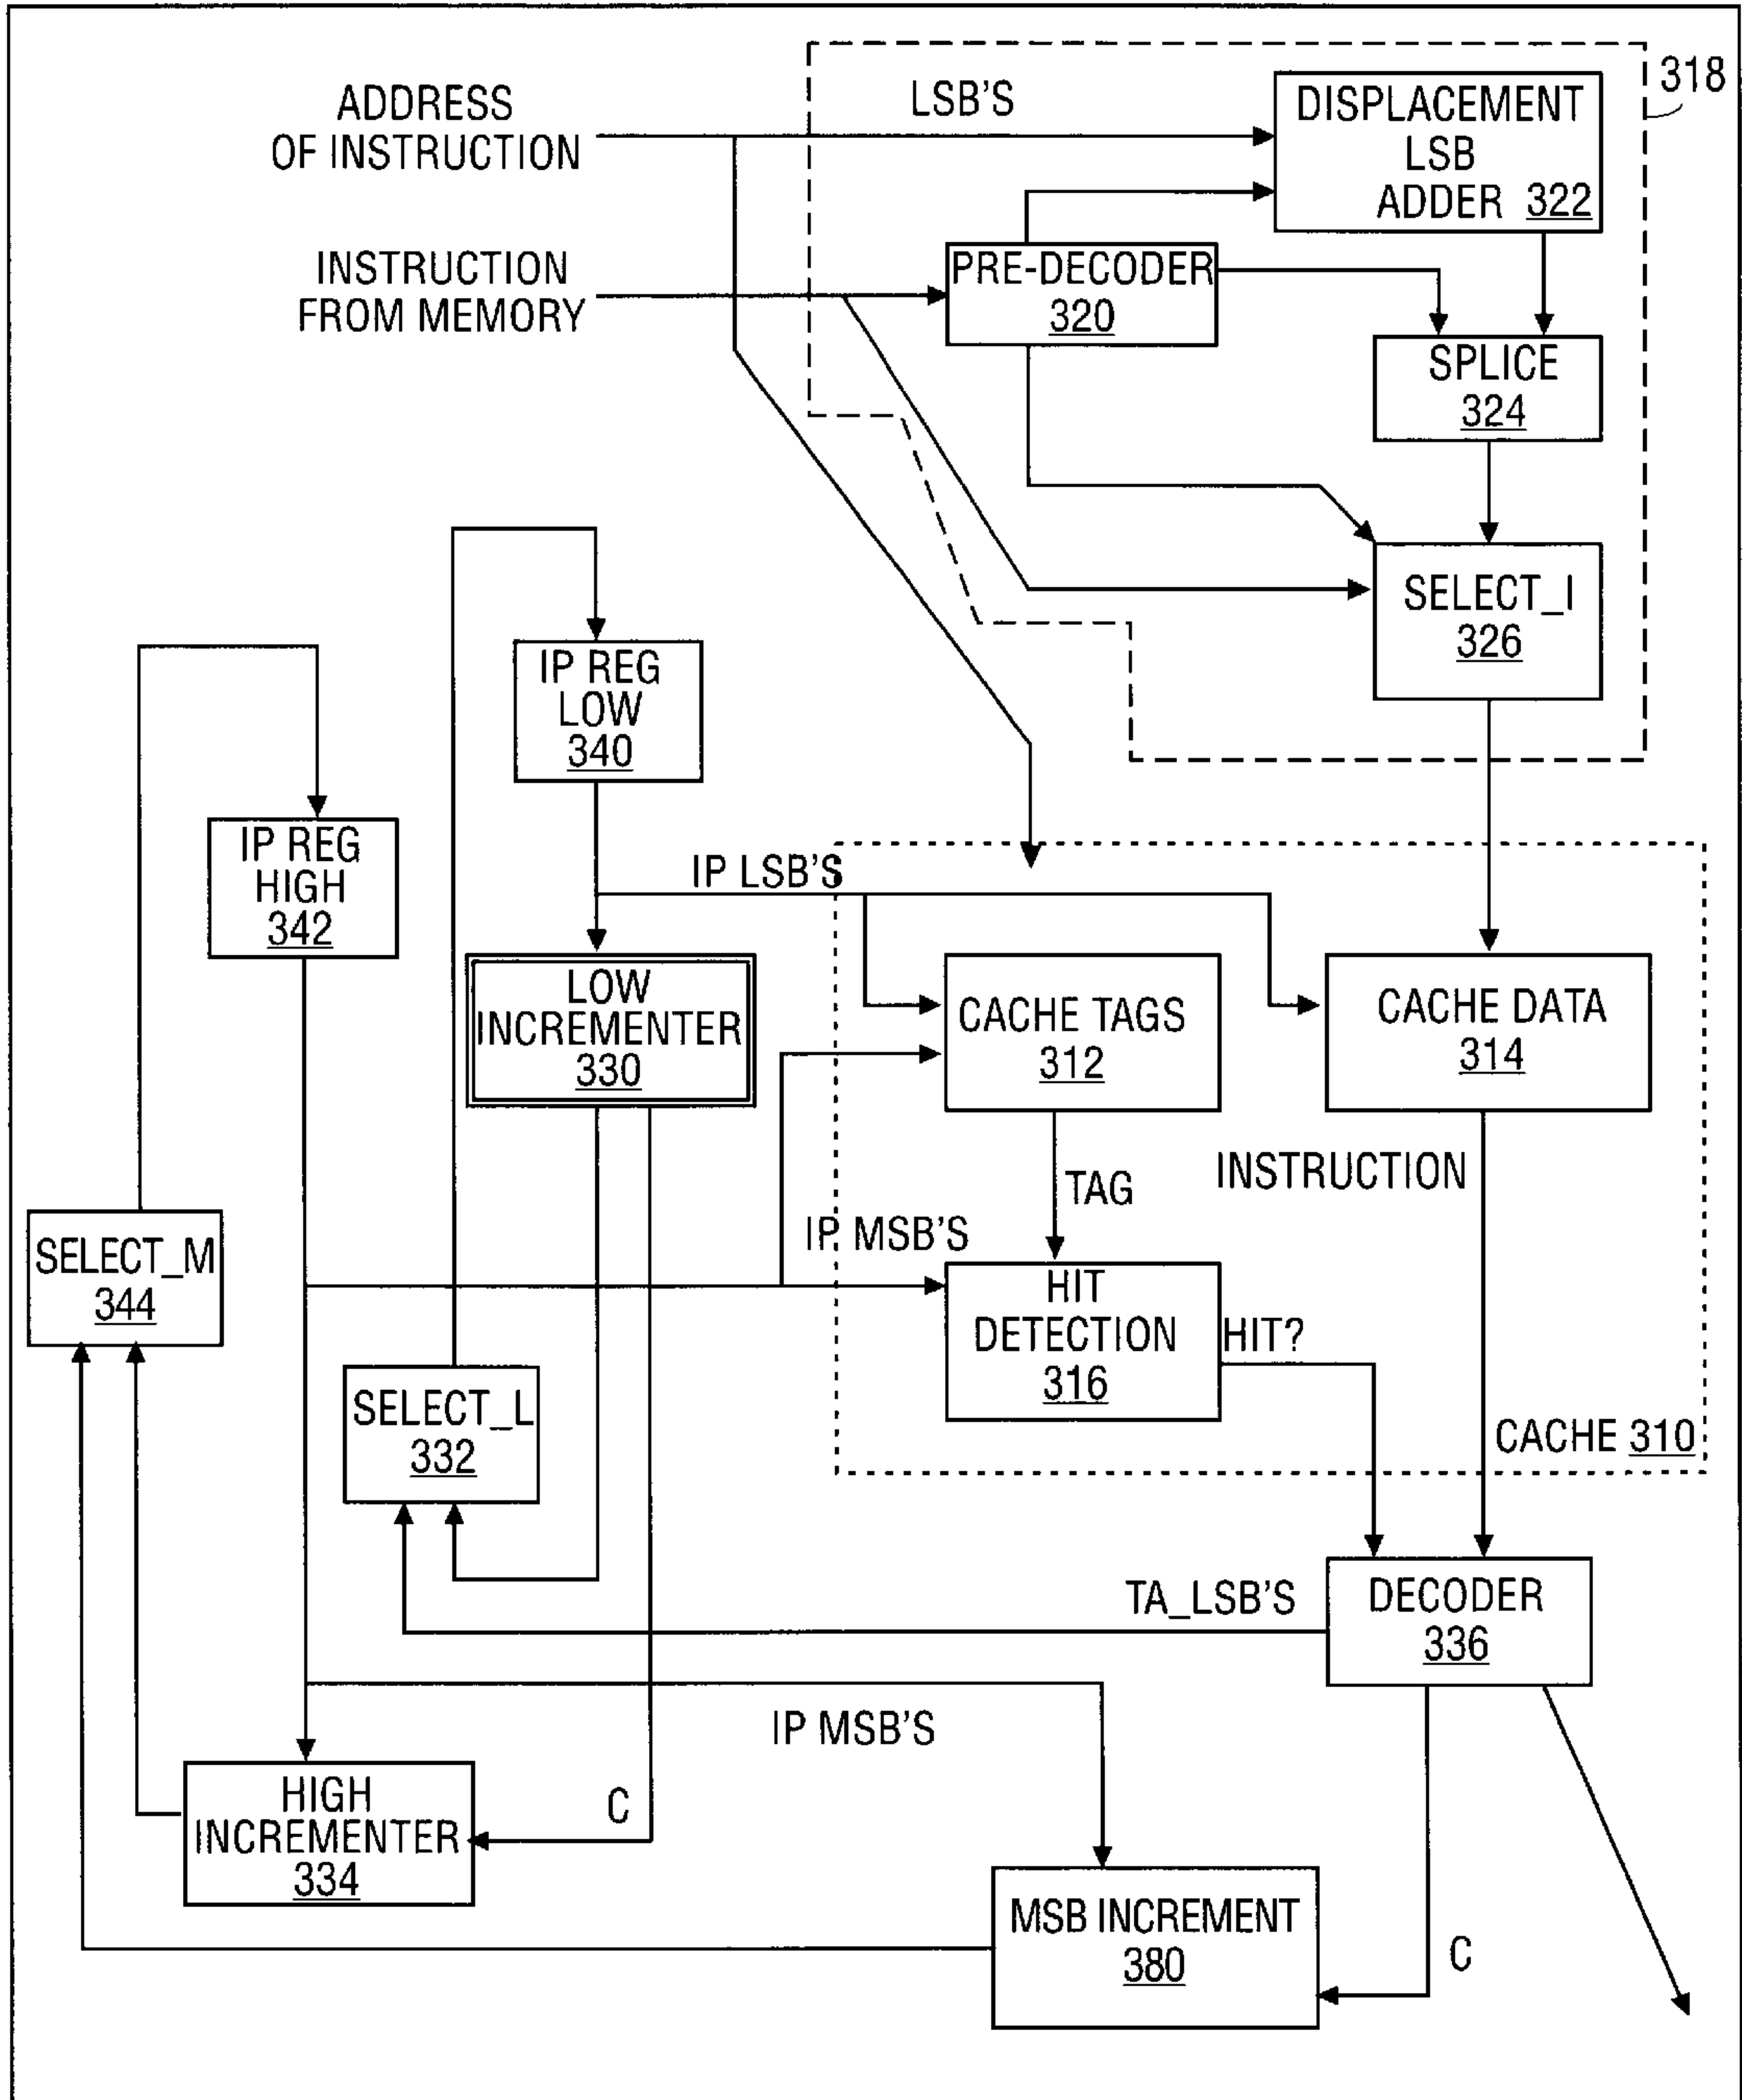 318
ADDRESS
OF INSTRUCTION
LSB'S
DISPLACEMENT
LSB
ADDER 322
INSTRUCTION
FROM MEMORY
PRE-DECODER
320
SPLICE
324
SELECT_I
326
IP REG
LOW
340
IP REG
HIGH
342
IP LSB'S
LOW
INCREMENTER
330
CACHE TAGS
312
CACHE DATA
314
TAG
INSTRUCTION
SELECT_M
344
IP MSB'S
HIT
DETECTION
316
HIT?
SELECT_L
332
CACHE 310
TA_LSB'S
DECODER
336
IP MSB'S
HIGH
INCREMENTER
334
C
MSB INCREMENT
380
C